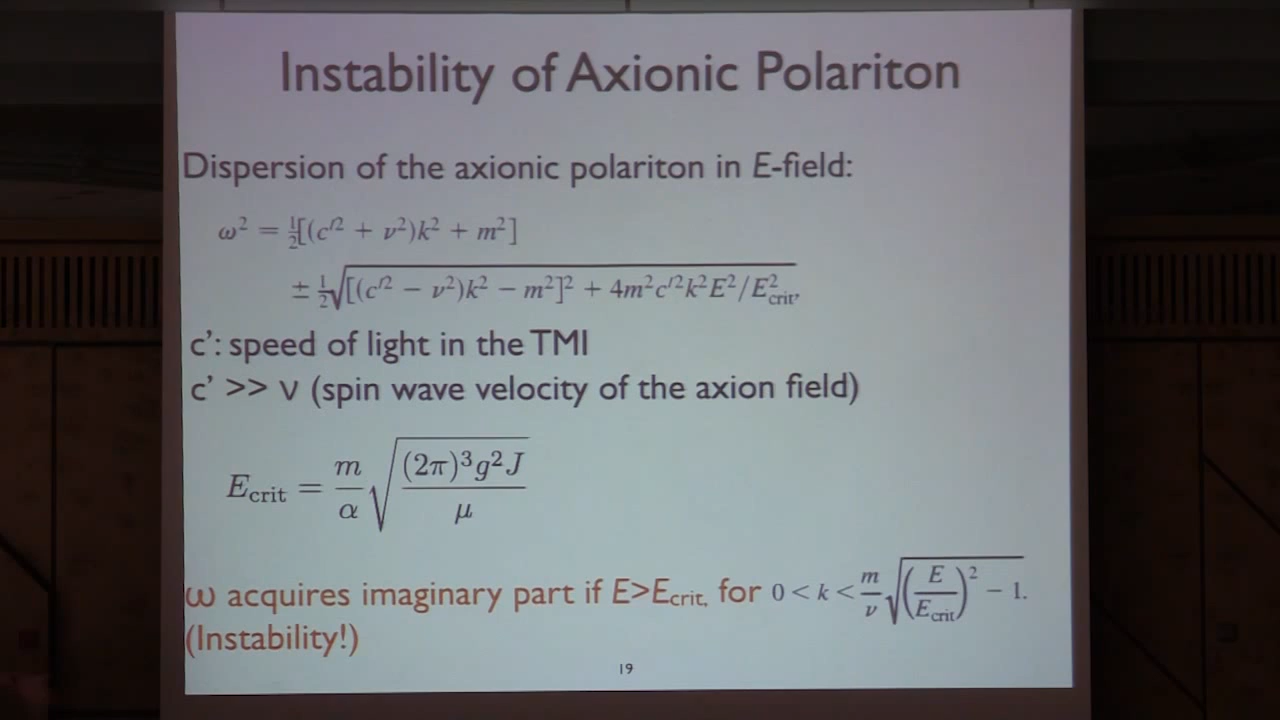 Instability of Axionic Polariton
Dispersion of the axionic polariton in E-field:
ω² = ½[(c′² + ν²)k² + m²]
± ½√([(c′² − ν²)k² − m²]² + 4m²c′²k²E²/E²crit,
c’: speed of light in the TMI
c’ >> ν (spin wave velocity of the axion field)
E_crit = m/α √((2π)³g²J/μ)
ω acquires imaginary part if E>Ecrit, for 0 < k < m/ν √((E/Ecrit)² − 1.
(Instability!)
19